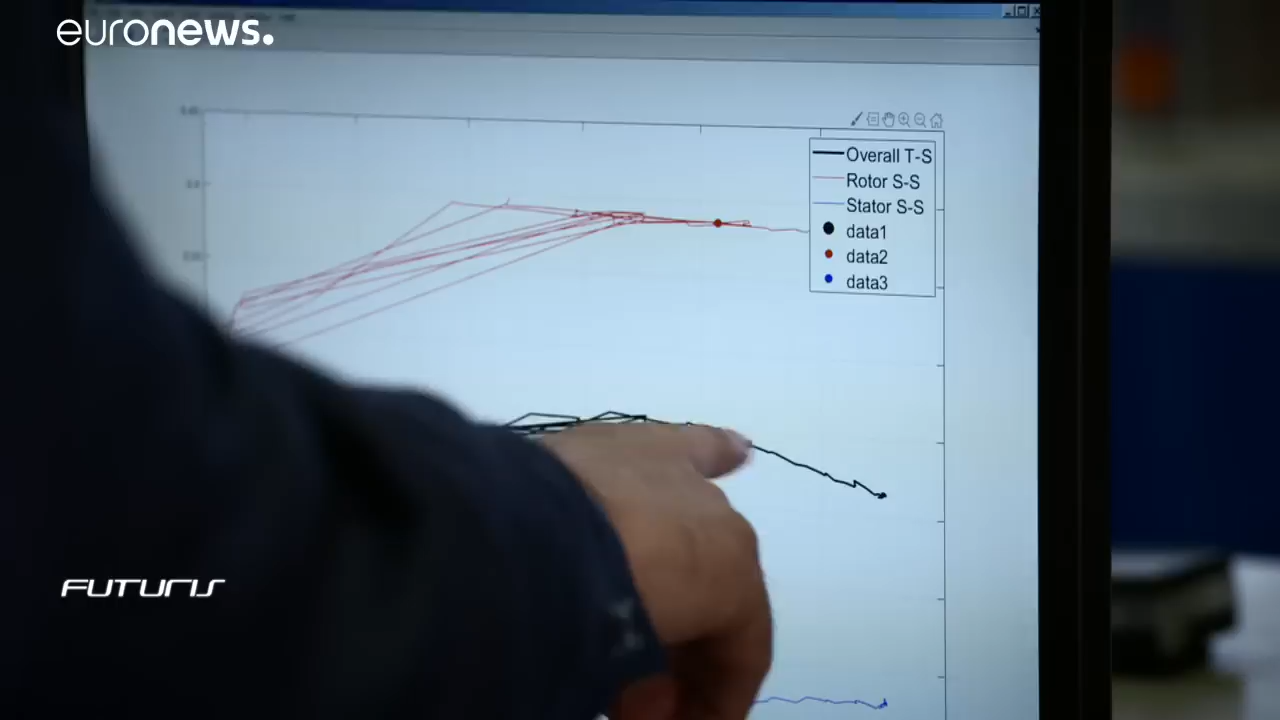 euronews.
Overall T-S
Rotor S-S
Stator S-S
data1
data2
data3
FUTURIS